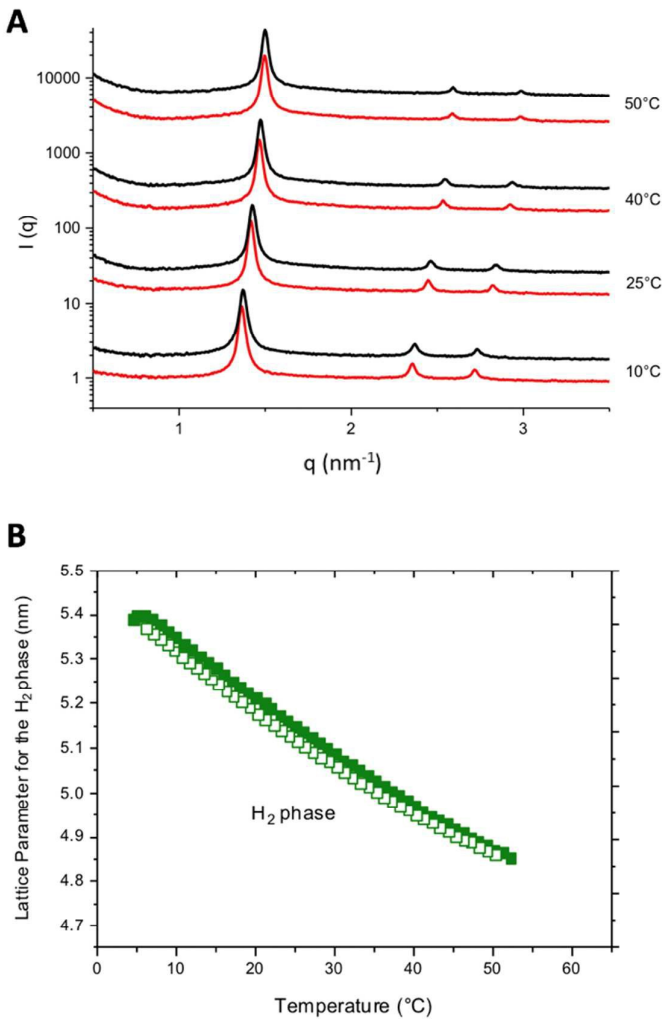 A
10000
1000
100
10
1
I (q)
50°C
40°C
25°C
10°C
1
2
3
q (nm⁻¹)
B
5.5
5.4
5.3
5.2
5.1
5.0
4.9
4.8
4.7
Lattice Parameter for the H₂ phase (nm)
H₂ phase
0
10
20
30
40
50
60
Temperature (°C)